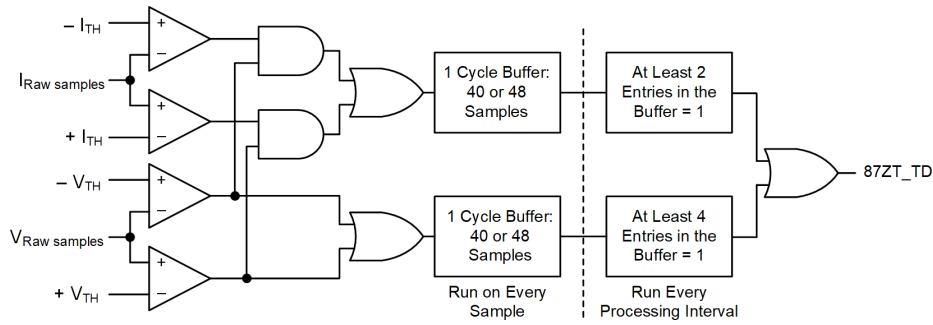 – I_TH
I_Raw samples
+ I_TH
– V_TH
V_Raw samples
+ V_TH
+
−
+
−
+
−
+
−
1 Cycle Buffer:
40 or 48
Samples
At Least 2
Entries in the
Buffer = 1
87ZT_TD
1 Cycle Buffer:
40 or 48
Samples
At Least 4
Entries in the
Buffer = 1
Run on Every
Sample
Run Every
Processing Interval